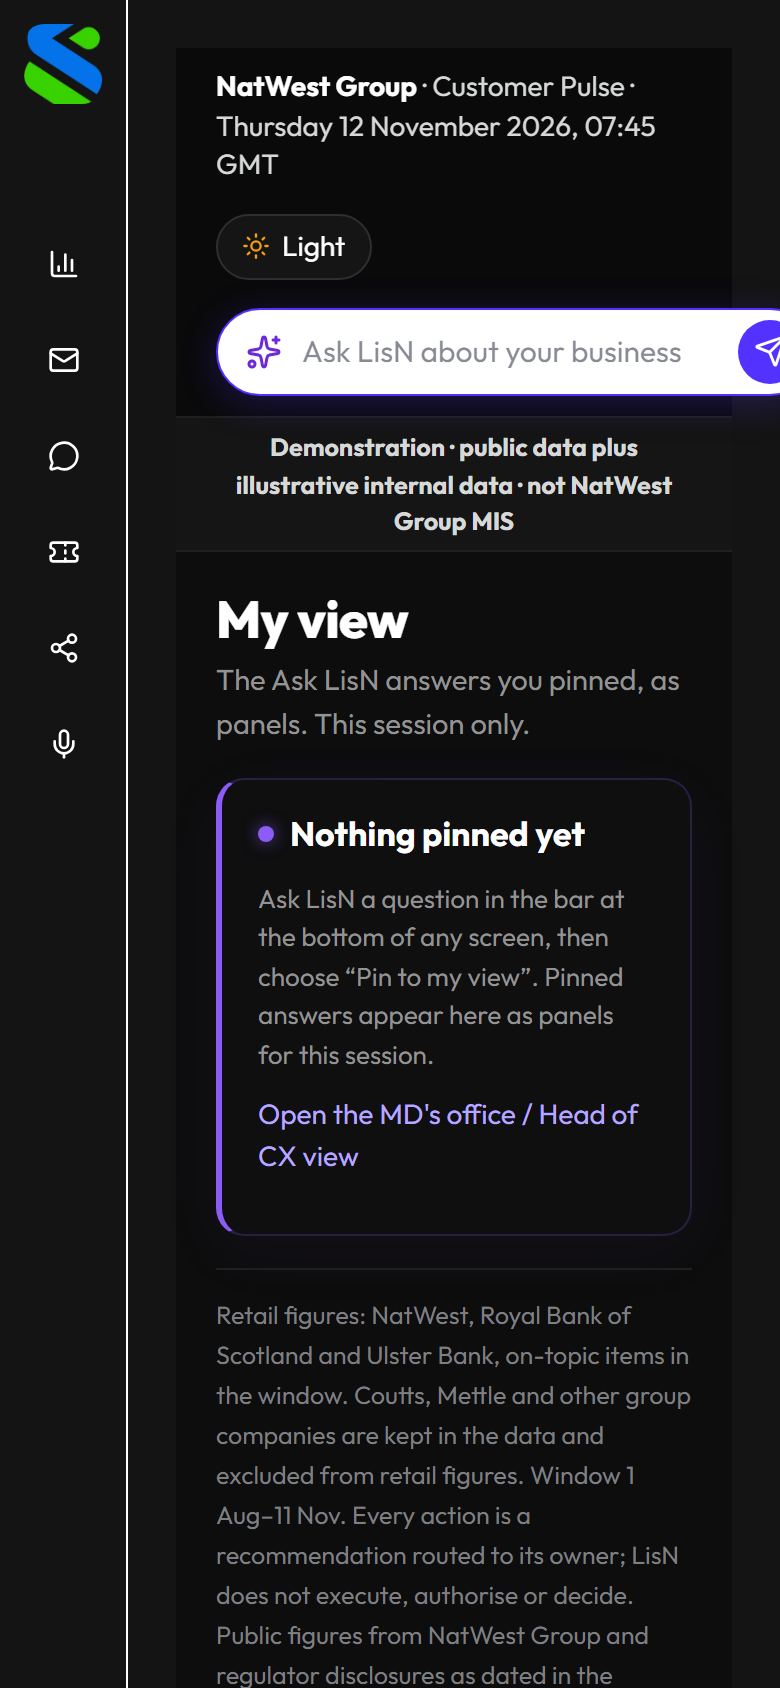 NatWest Group · Customer Pulse ·
Thursday 12 November 2026, 07:45
GMT
Light
Ask LisN about your business
Demonstration · public data plus
illustrative internal data · not NatWest
Group MIS
My view
The Ask LisN answers you pinned, as
panels. This session only.
Nothing pinned yet
Ask LisN a question in the bar at
the bottom of any screen, then
choose “Pin to my view”. Pinned
answers appear here as panels
for this session.
Open the MD's office / Head of
CX view
Retail figures: NatWest, Royal Bank of
Scotland and Ulster Bank, on-topic items in
the window. Coutts, Mettle and other group
companies are kept in the data and
excluded from retail figures. Window 1
Aug–11 Nov. Every action is a
recommendation routed to its owner; LisN
does not execute, authorise or decide.
Public figures from NatWest Group and
regulator disclosures as dated in the